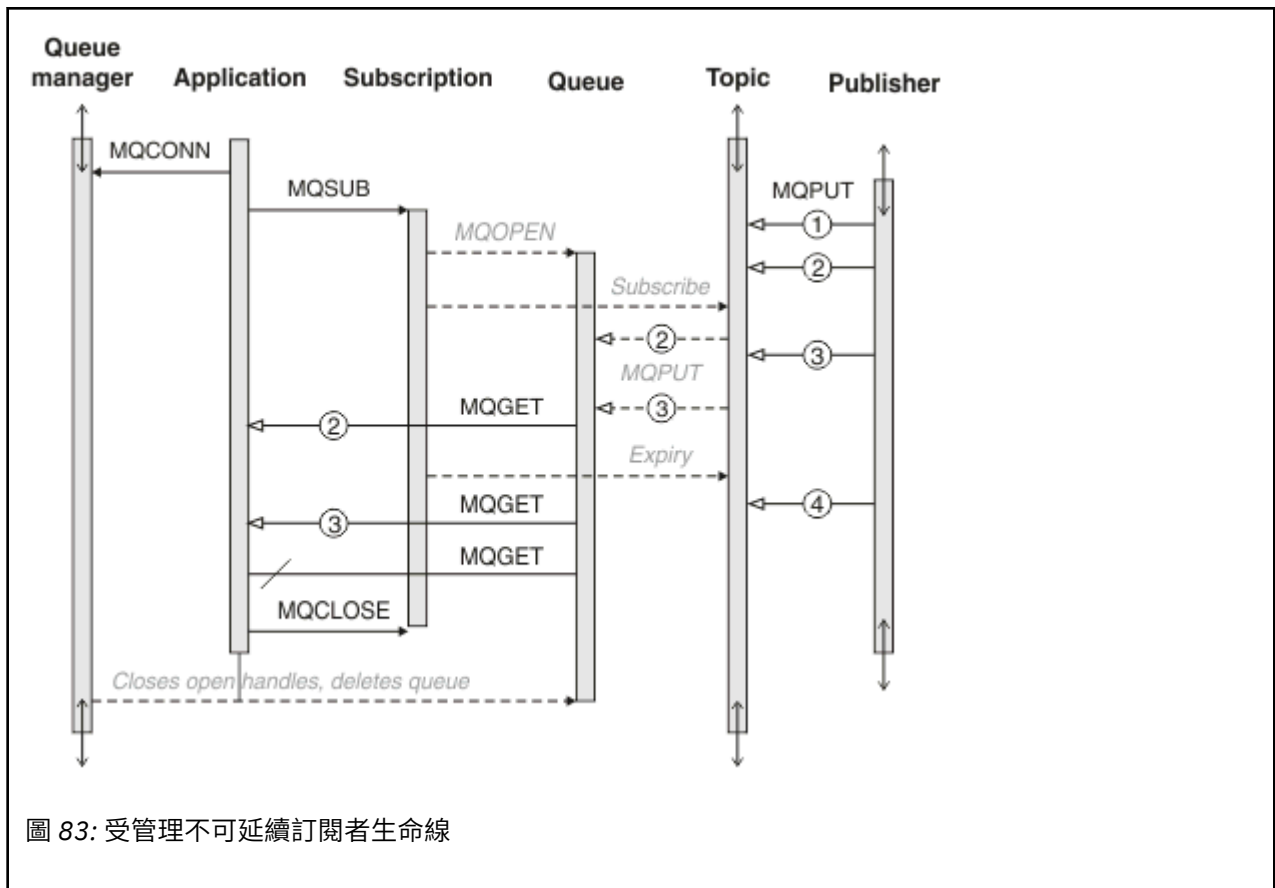 Queue
manager
Application
Subscription
Queue
Topic
Publisher
MQCONN
MQSUB
MQPUT
1
MQOPEN
2
Subscribe
2
3
MQPUT
3
MQGET
2
Expiry
MQGET
4
3
MQGET
MQCLOSE
Closes open handles, deletes queue
圖 83: 受管理不可延續訂閱者生命線